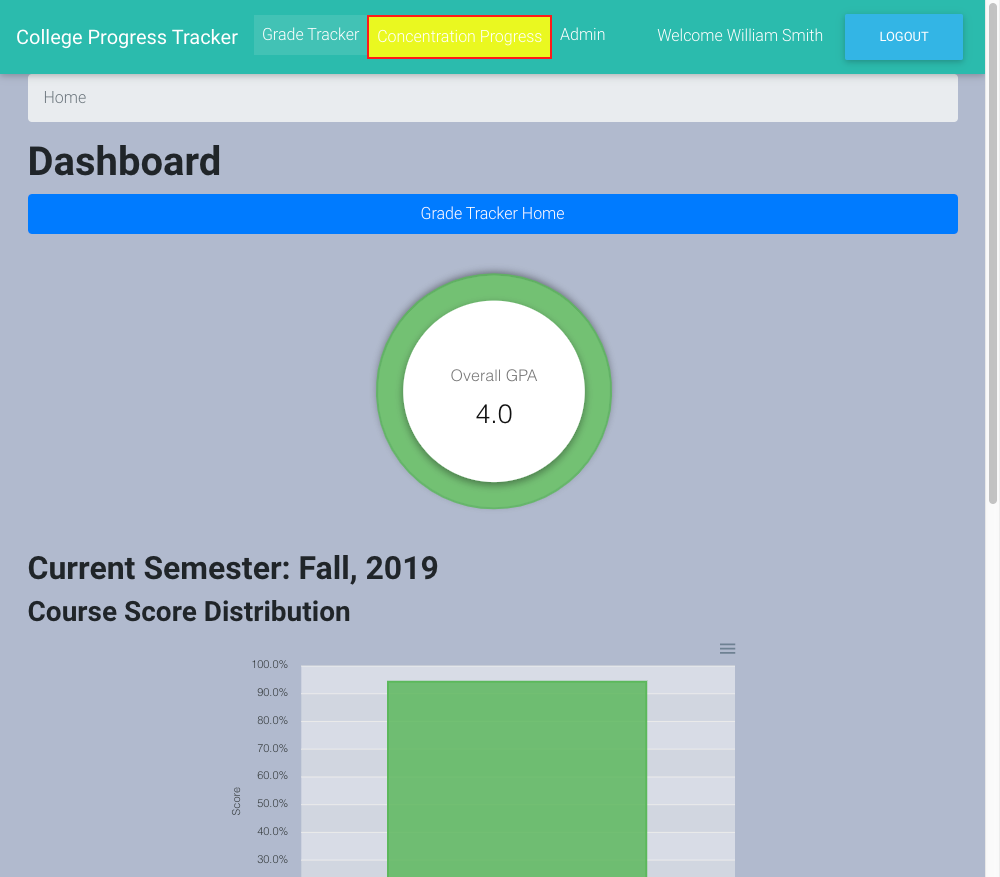 College Progress Tracker Grade Tracker Concentration Progress Admin Welcome William Smith LOGOUT
Home
Dashboard
Grade Tracker Home
Overall GPA
4.0
Current Semester: Fall, 2019
Course Score Distribution
100.0%
90.0%
80.0%
70.0%
60.0%
50.0%
40.0%
30.0%
Score